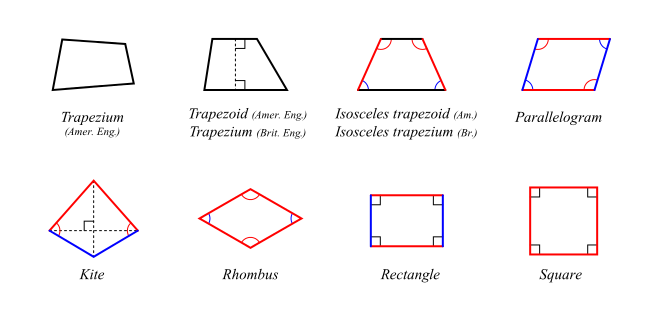 Trapezium
(Amer. Eng.)
Trapezoid (Amer. Eng.)
Trapezium (Brit. Eng.)
Isosceles trapezoid (Am.)
Isosceles trapezium (Br.)
Parallelogram
Kite
Rhombus
Rectangle
Square